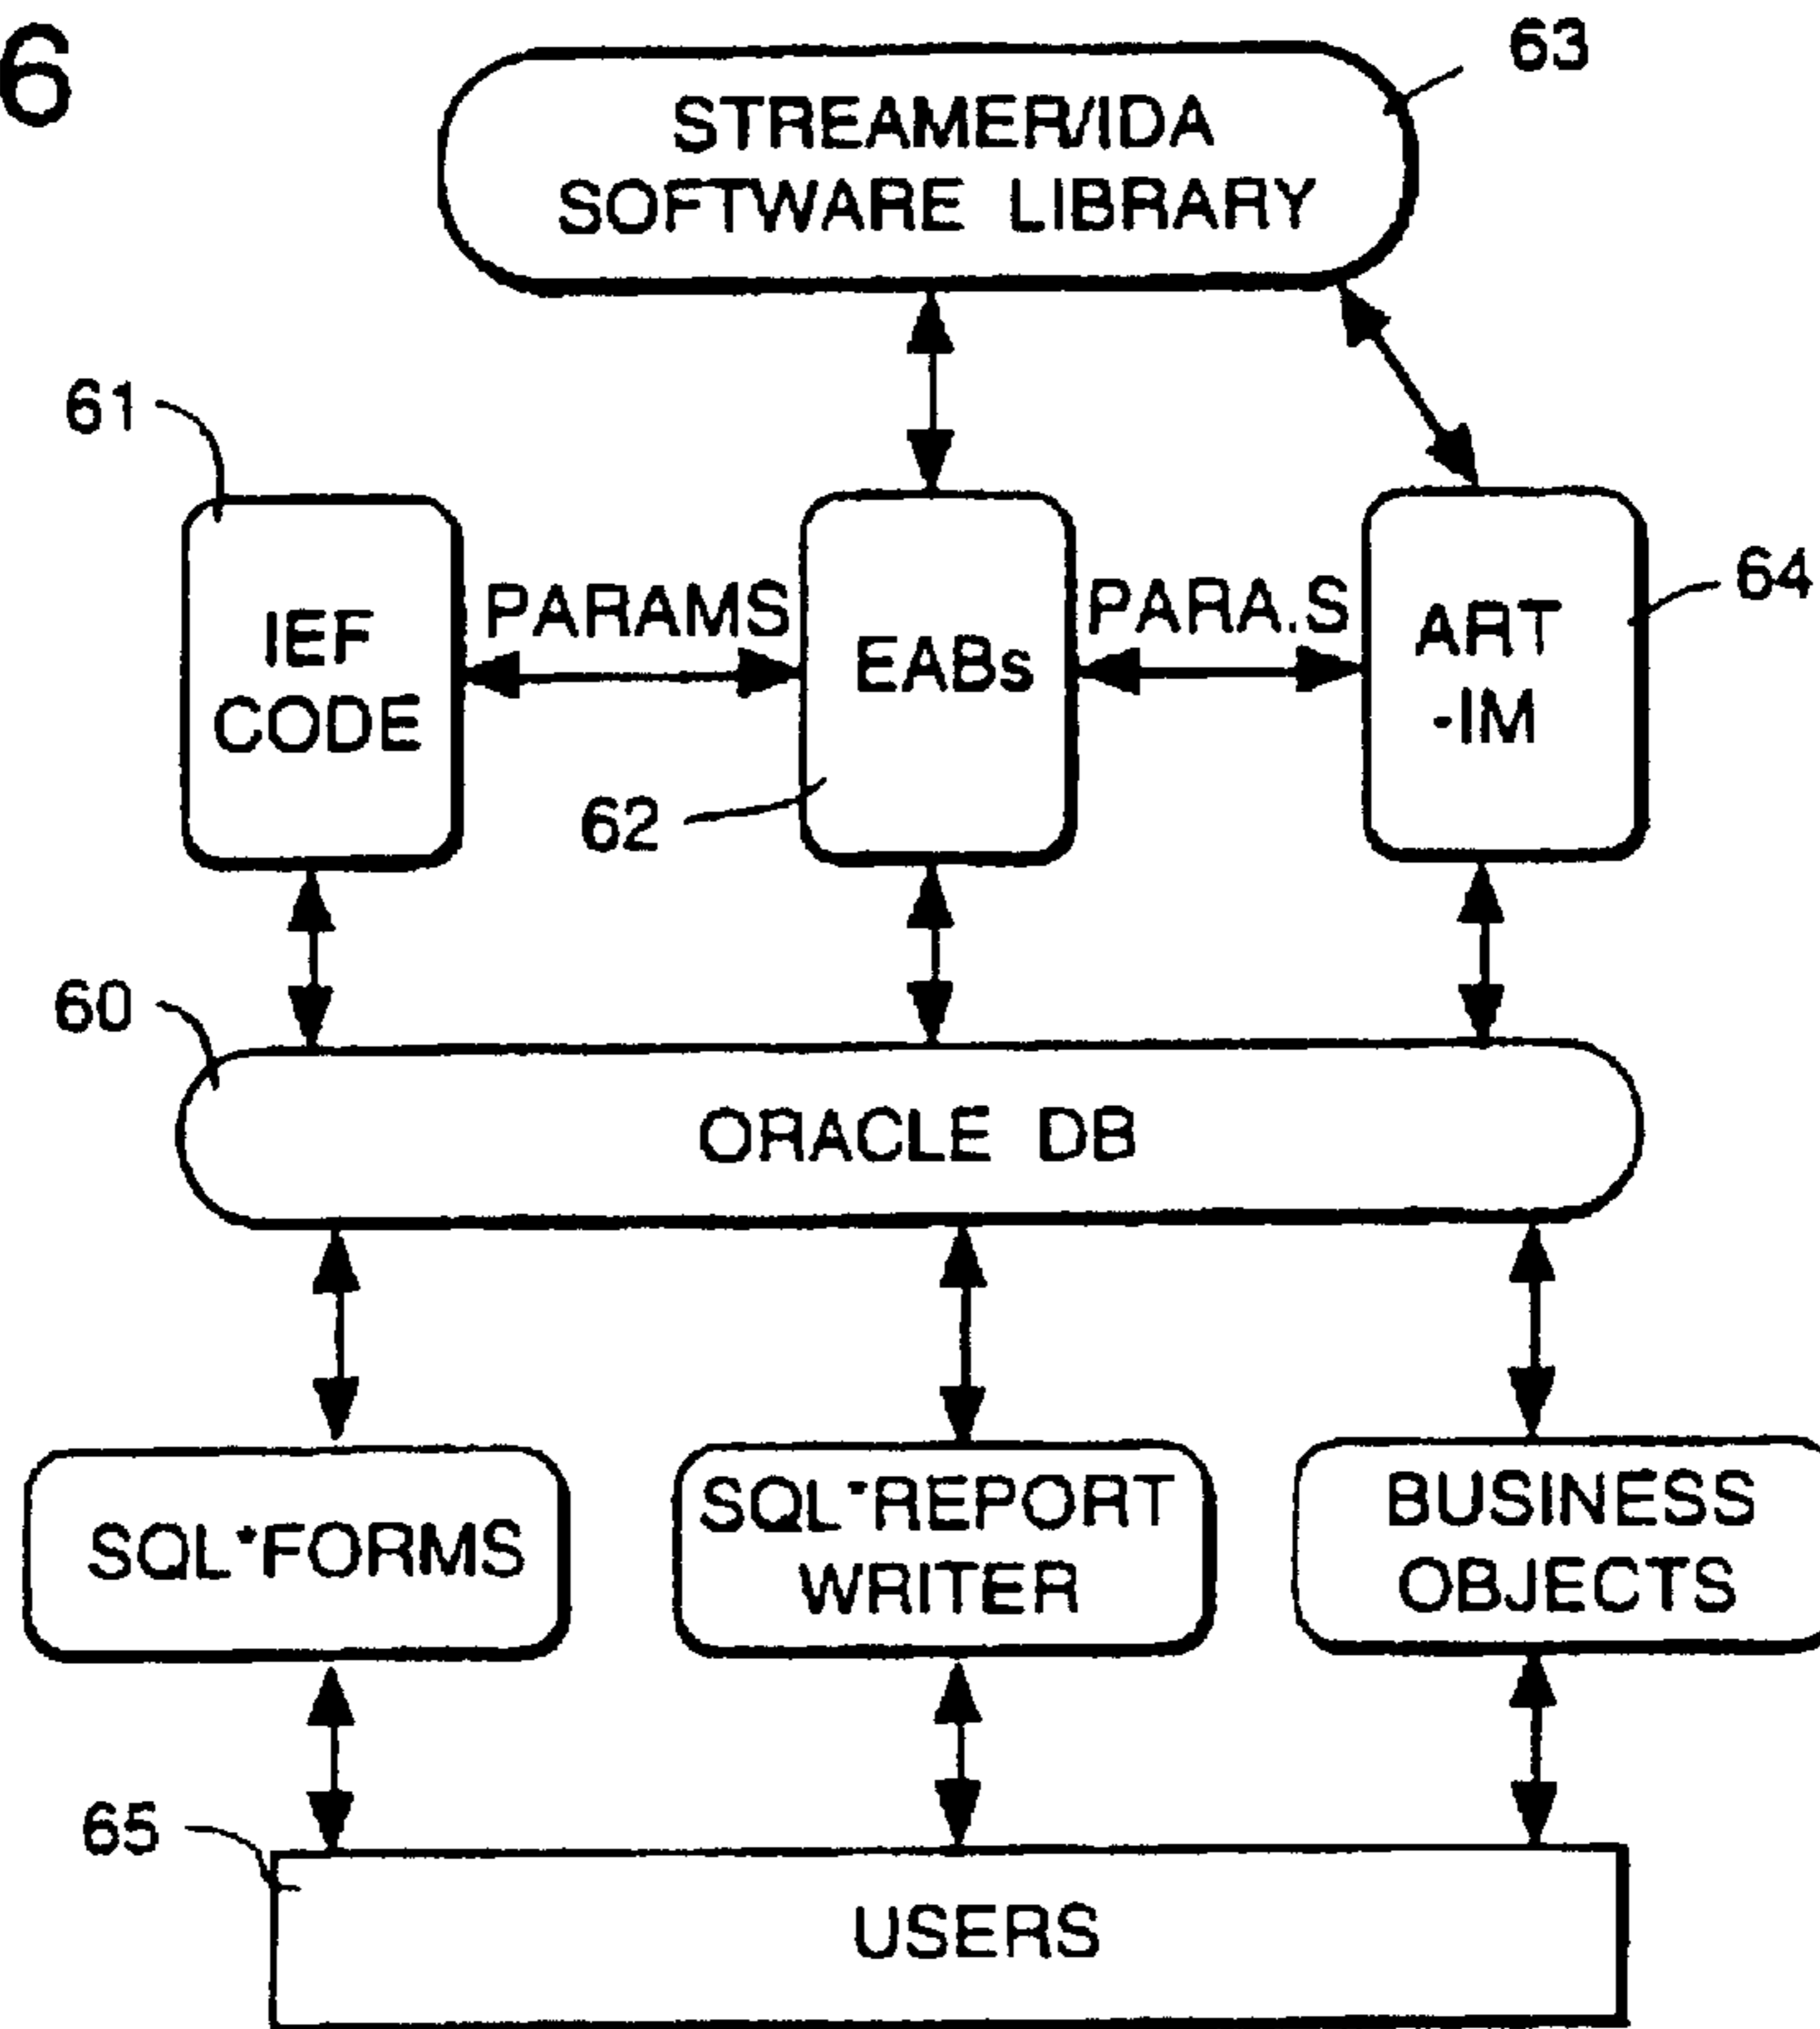 6
63
STREAMER/IDA
SOFTWARE LIBRARY
61
IEF
CODE
PARAMS
EABs
PARA.S
ART
-IM
64
62
60
ORACLE DB
SQL*FORMS
SQL*REPORT
WRITER
BUSINESS
OBJECTS
65
USERS